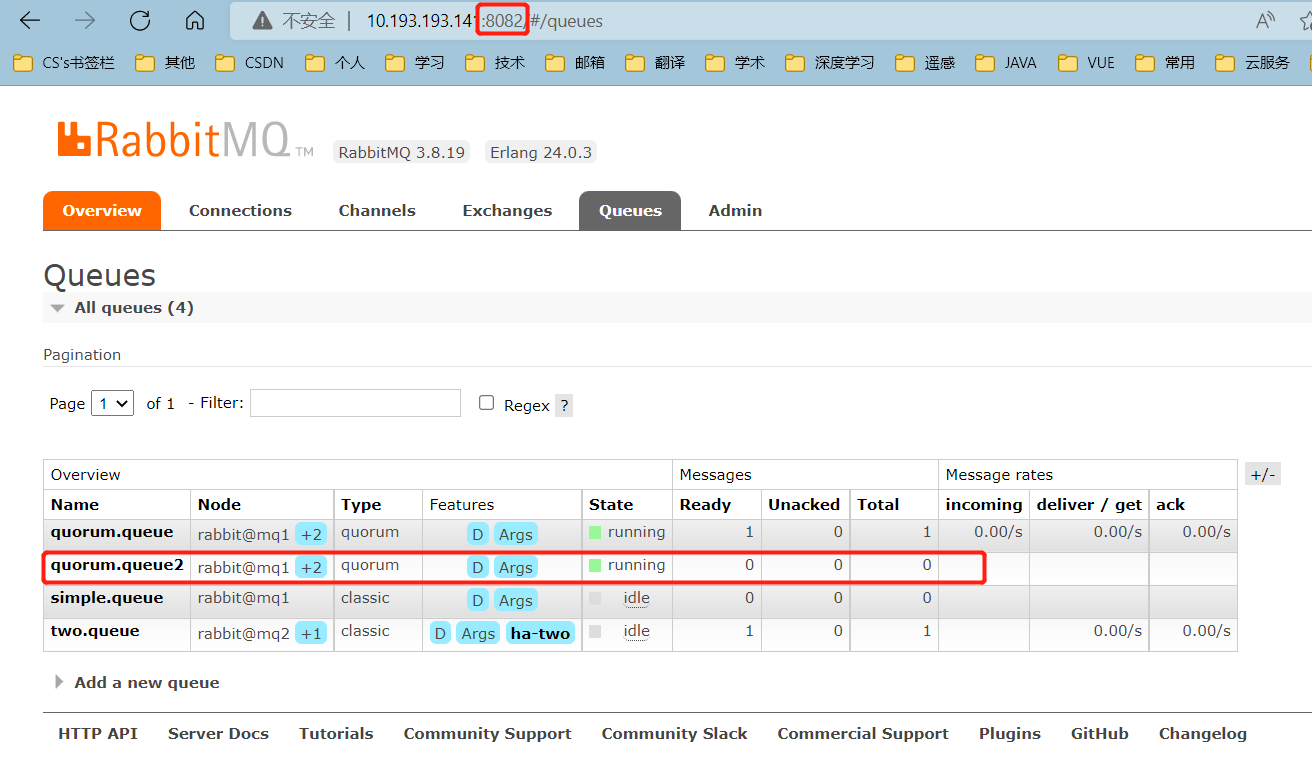 不安全 | 10.193.193.141:8082/#/queues
CS's书签栏 其他 CSDN 个人 学习 技术 邮箱 翻译 学术 深度学习 遥感 JAVA VUE 常用 云服务
RabbitMQ TM RabbitMQ 3.8.19 Erlang 24.0.3
Overview Connections Channels Exchanges Queues Admin
Queues
All queues (4)
Pagination
Page 1 of 1 - Filter: Regex ?
Overview Messages Message rates +/-
Name Node Type Features State Ready Unacked Total incoming deliver / get ack
quorum.queue rabbit@mq1 +2 quorum D Args running 1 0 1 0.00/s 0.00/s 0.00/s
quorum.queue2 rabbit@mq1 +2 quorum D Args running 0 0 0
simple.queue rabbit@mq1 classic D Args idle 0 0 0
two.queue rabbit@mq2 +1 classic D Args ha-two idle 1 0 1 0.00/s 0.00/s
Add a new queue
HTTP API Server Docs Tutorials Community Support Community Slack Commercial Support Plugins GitHub Changelog